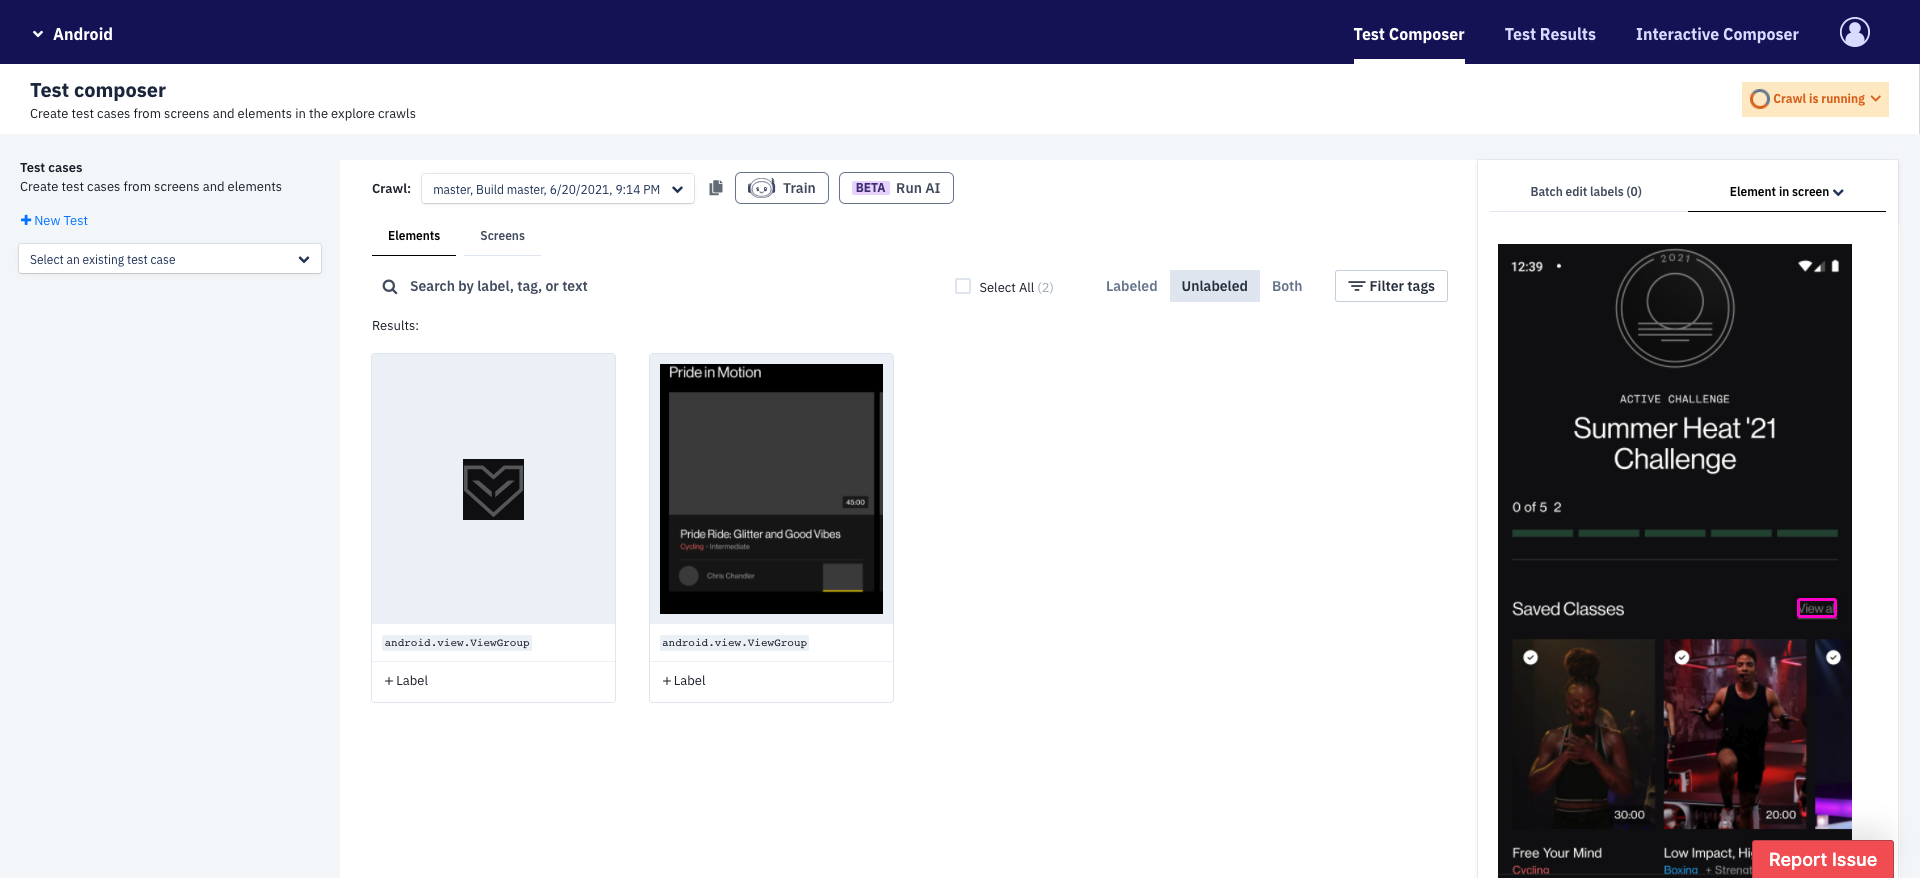 Android
Test Composer
Test Results
Interactive Composer
Test composer
Create test cases from screens and elements in the explore crawls
Crawl is running
Test cases
Create test cases from screens and elements
New Test
Select an existing test case
Crawl:
master, Build master, 6/20/2021, 9:14 PM
Train
BETA Run AI
Elements
Screens
Search by label, tag, or text
Select All (2)
Labeled
Unlabeled
Both
Filter tags
Results:
android.view.ViewGroup
+ Label
Pride in Motion
45:00
Pride Ride: Glitter and Good Vibes
Cycling · Intermediate
Chris Chandler
android.view.ViewGroup
+ Label
Batch edit labels (0)
Element in screen
12:39
2021
ACTIVE CHALLENGE
Summer Heat '21
Challenge
0 of 5 2
Saved Classes
View al
30:00
20:00
Free Your Mind
Cycling
Low Impact, Hi
Boxing + Strengt
Report Issue